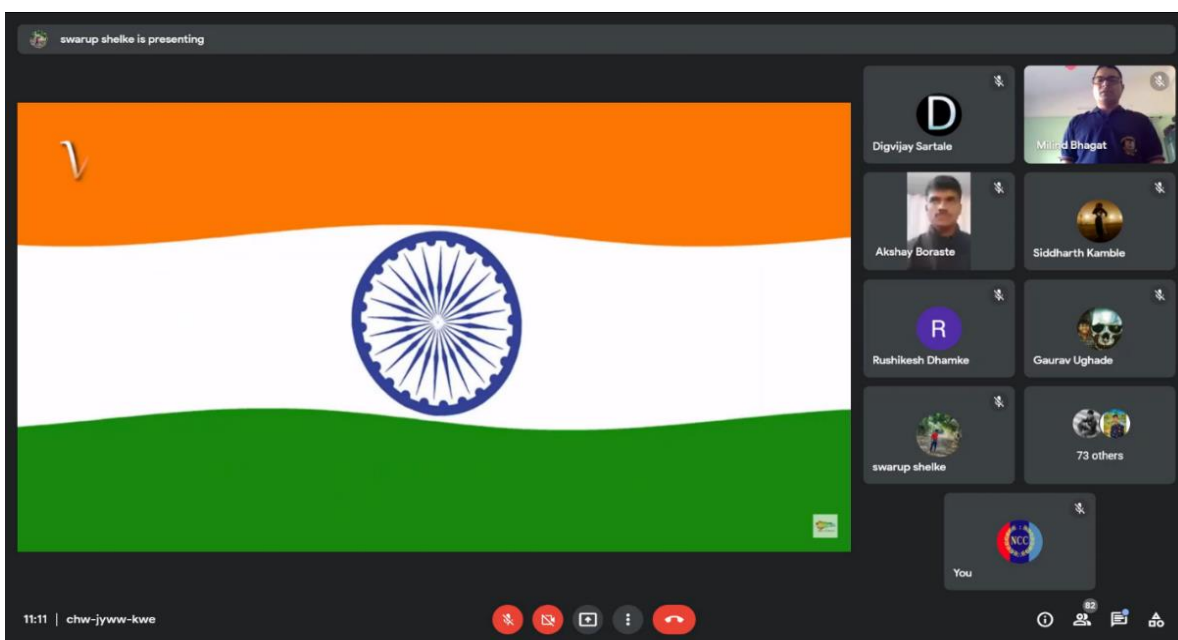 swarup shelke is presenting
V
D
Digvijay Sartale
Milind Bhagat
Akshay Boraste
Siddharth Kamble
R
Rushikesh Dhamke
Gaurav Ughade
swarup shelke
73 others
NCC
You
11:11 | chw-jyww-kwe
82